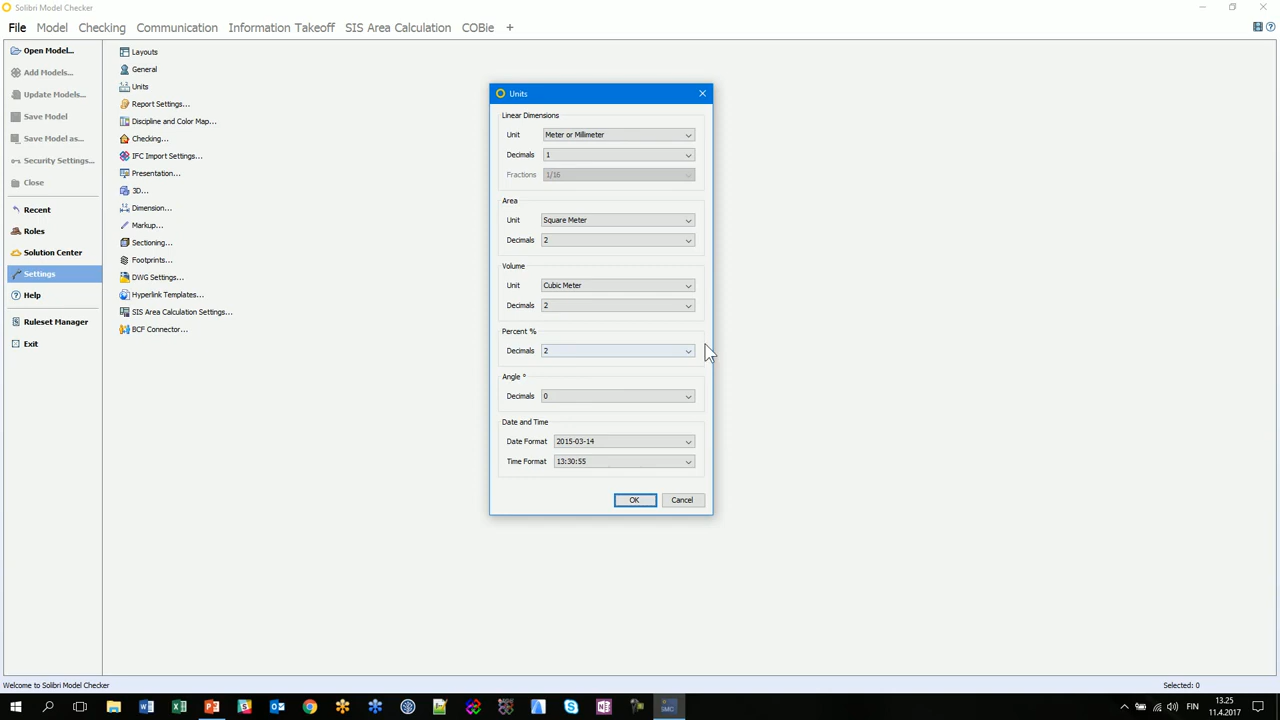 Solibri Model Checker
File Model Checking Communication Information Takeoff SIS Area Calculation COBie +
Open Model...
Add Models...
Update Models...
Save Model
Save Model as...
Security Settings...
Close
Recent
Roles
Solution Center
Settings
Help
Ruleset Manager
Exit
Layouts
General
Units
Report Settings...
Discipline and Color Map...
Checking...
IFC Import Settings...
Presentation...
3D...
Dimension...
Markup...
Sectioning...
Footprints...
DWG Settings...
Hyperlink Templates...
SIS Area Calculation Settings...
BCF Connector...
Units
Linear Dimensions
Unit Meter or Millimeter
Decimals 1
Fractions 1/16
Area
Unit Square Meter
Decimals 2
Volume
Unit Cubic Meter
Decimals 2
Percent %
Decimals 2
Angle °
Decimals 0
Date and Time
Date Format 2015-03-14
Time Format 13:30:55
OK Cancel
Welcome to Solibri Model Checker
Selected: 0
FIN
13.25
11.4.2017